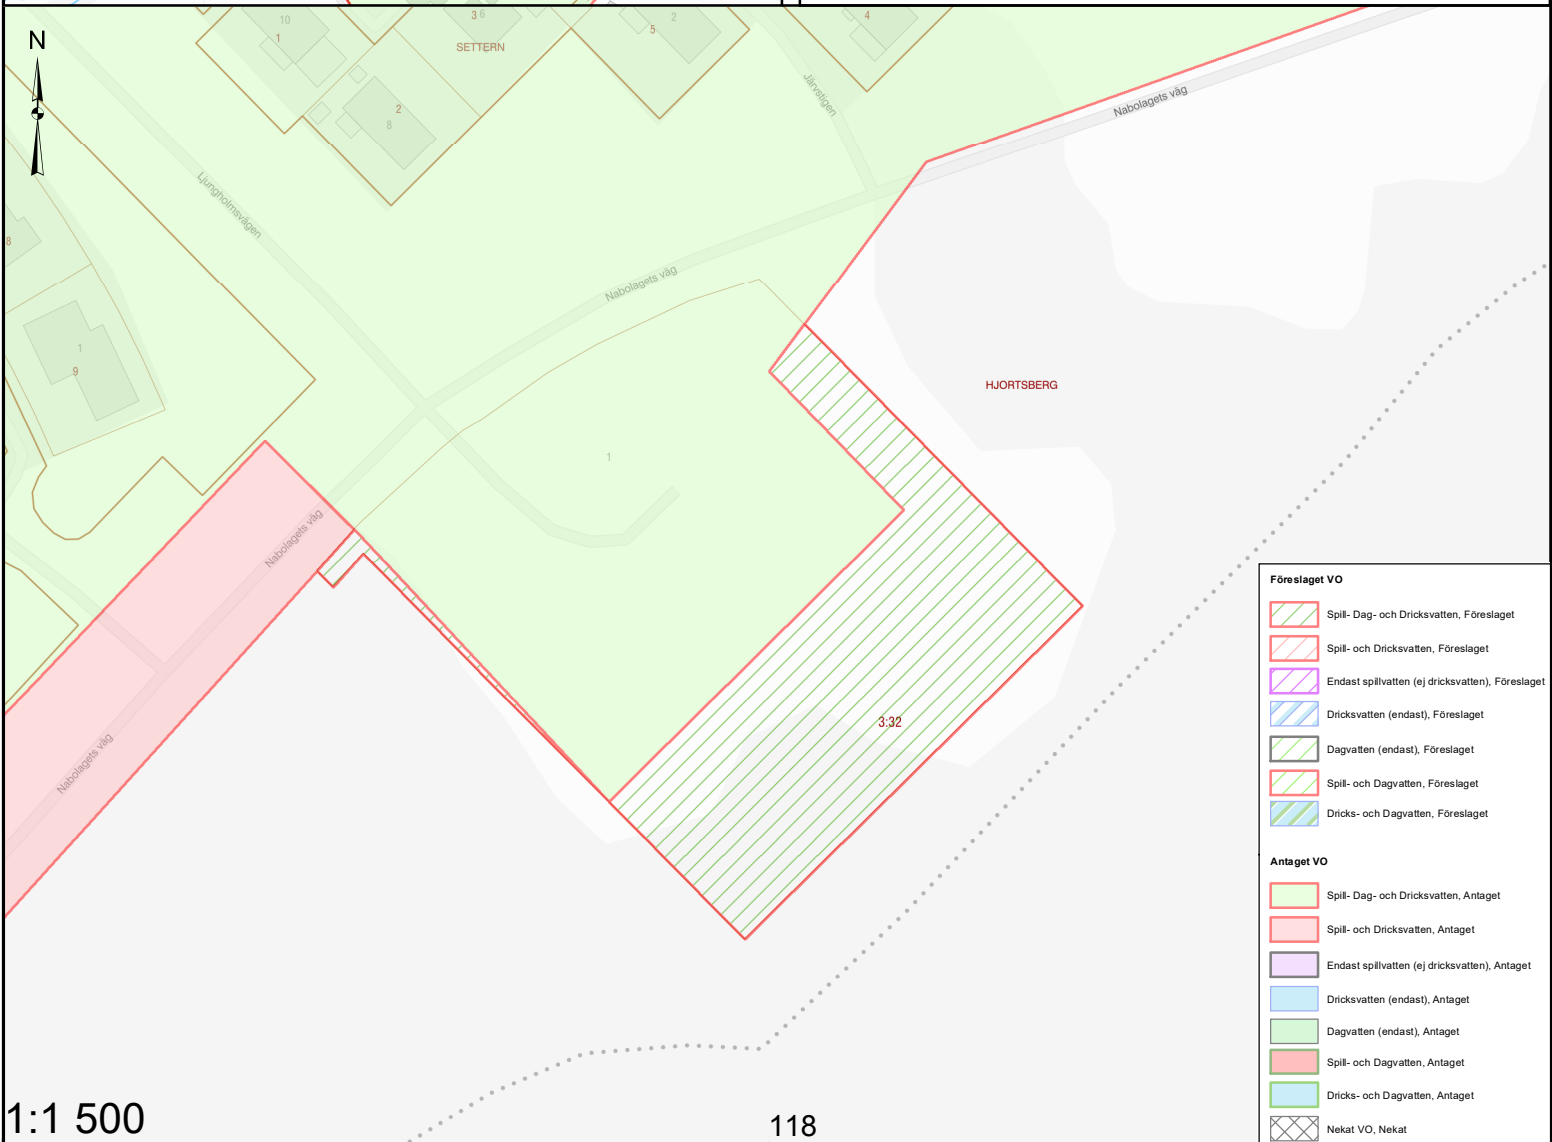 N
10
1
3 6
SETTERN
2
5
4
2
8
Järvstigen
Nabolagets väg
Ljungholmsvägen
8
Nabolagets väg
1
9
HJORTSBERG
1
Nabolagets väg
3:32
Nabolagets väg
Föreslaget VO
Spill- Dag- och Dricksvatten, Föreslaget
Spill- och Dricksvatten, Föreslaget
Endast spillvatten (ej dricksvatten), Föreslaget
Dricksvatten (endast), Föreslaget
Dagvatten (endast), Föreslaget
Spill- och Dagvatten, Föreslaget
Dricks- och Dagvatten, Föreslaget
Antaget VO
Spill- Dag- och Dricksvatten, Antaget
Spill- och Dricksvatten, Antaget
Endast spillvatten (ej dricksvatten), Antaget
Dricksvatten (endast), Antaget
Dagvatten (endast), Antaget
Spill- och Dagvatten, Antaget
Dricks- och Dagvatten, Antaget
Nekat VO, Nekat
1:1 500
118